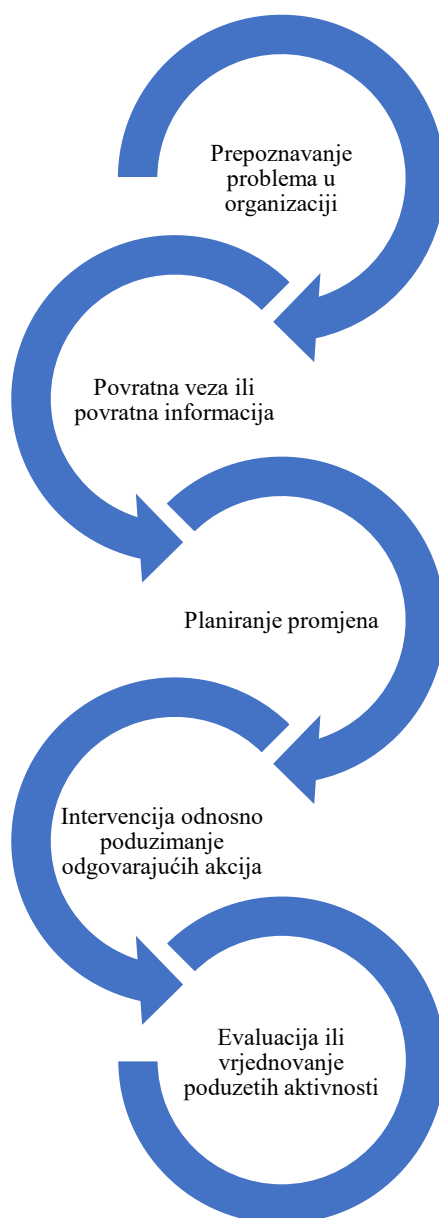 Prepoznavanje
problema u
organizaciji
Povratna veza ili
povratna informacija
Planiranje promjena
Intervencija odnosno
poduzimanje
odgovarajućih akcija
Evaluacija ili
vrjednovanje
poduzetih aktivnosti